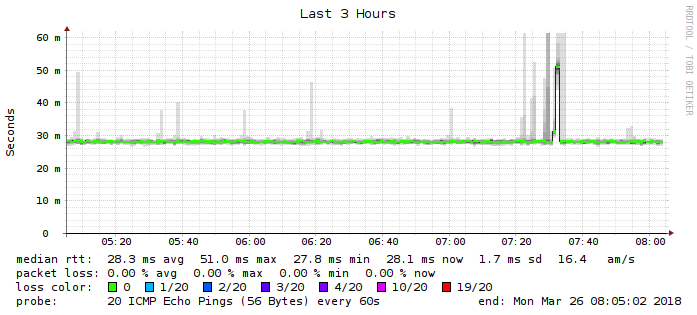 Last 3 Hours
RRDTOOL / TOBI OETIKER
Seconds
60 m
50 m
40 m
30 m
20 m
10 m
0
05:20 05:40 06:00 06:20 06:40 07:00 07:20 07:40 08:00
median rtt: 28.3 ms avg 51.0 ms max 27.8 ms min 28.1 ms now 1.7 ms sd 16.4 am/s
packet loss: 0.00 % avg 0.00 % max 0.00 % min 0.00 % now
loss color: 0 1/20 2/20 3/20 4/20 10/20 19/20
probe: 20 ICMP Echo Pings (56 Bytes) every 60s end: Mon Mar 26 08:05:02 2018